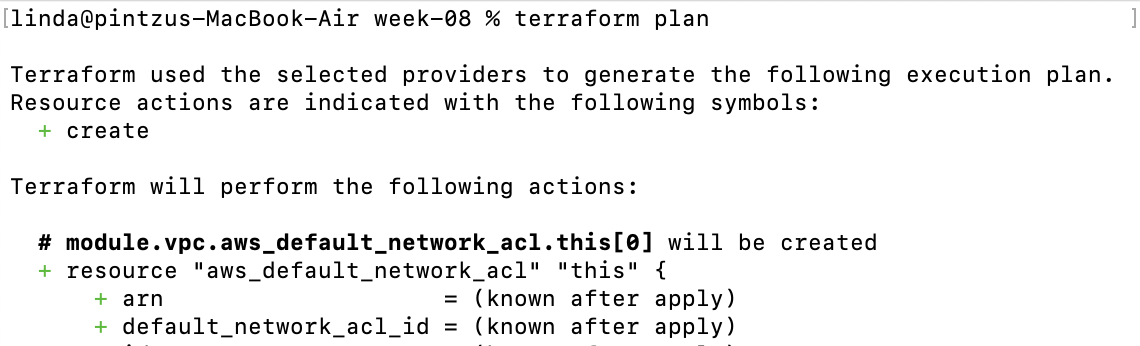 [linda@pintzus-MacBook-Air week-08 % terraform plan ]
Terraform used the selected providers to generate the following execution plan.
Resource actions are indicated with the following symbols:
+ create
Terraform will perform the following actions:
# module.vpc.aws_default_network_acl.this[0] will be created
+ resource "aws_default_network_acl" "this" {
+ arn = (known after apply)
+ default_network_acl_id = (known after apply)